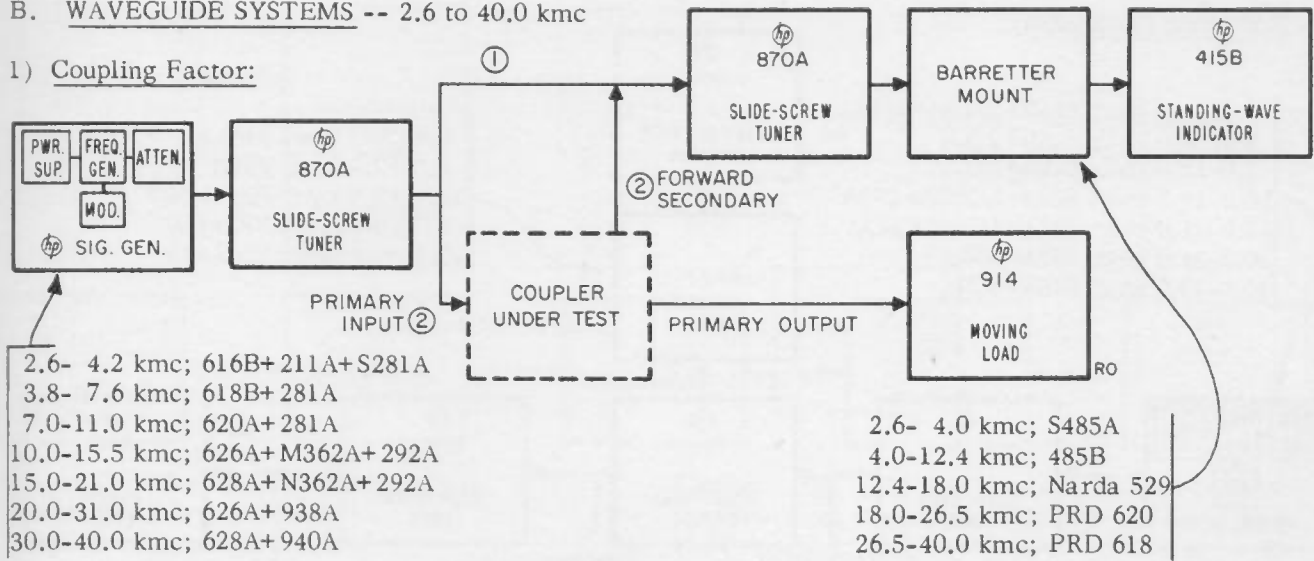 B. WAVEGUIDE SYSTEMS -- 2.6 to 40.0 kmc
1) Coupling Factor:
PWR. SUP.
FREQ. GEN.
ATTEN.
MOD.
hp SIG. GEN.
hp
870A
SLIDE-SCREW
TUNER
①
hp
870A
SLIDE-SCREW
TUNER
BARRETTER
MOUNT
hp
415B
STANDING-WAVE
INDICATOR
② FORWARD
SECONDARY
PRIMARY
INPUT ②
COUPLER
UNDER TEST
PRIMARY OUTPUT
hp
914
MOVING
LOAD
RO
2.6- 4.2 kmc; 616B+211A+S281A
3.8- 7.6 kmc; 618B+281A
7.0-11.0 kmc; 620A+281A
10.0-15.5 kmc; 626A+M362A+292A
15.0-21.0 kmc; 628A+N362A+292A
20.0-31.0 kmc; 626A+938A
30.0-40.0 kmc; 628A+940A
2.6- 4.0 kmc; S485A
4.0-12.4 kmc; 485B
12.4-18.0 kmc; Narda 529
18.0-26.5 kmc; PRD 620
26.5-40.0 kmc; PRD 618